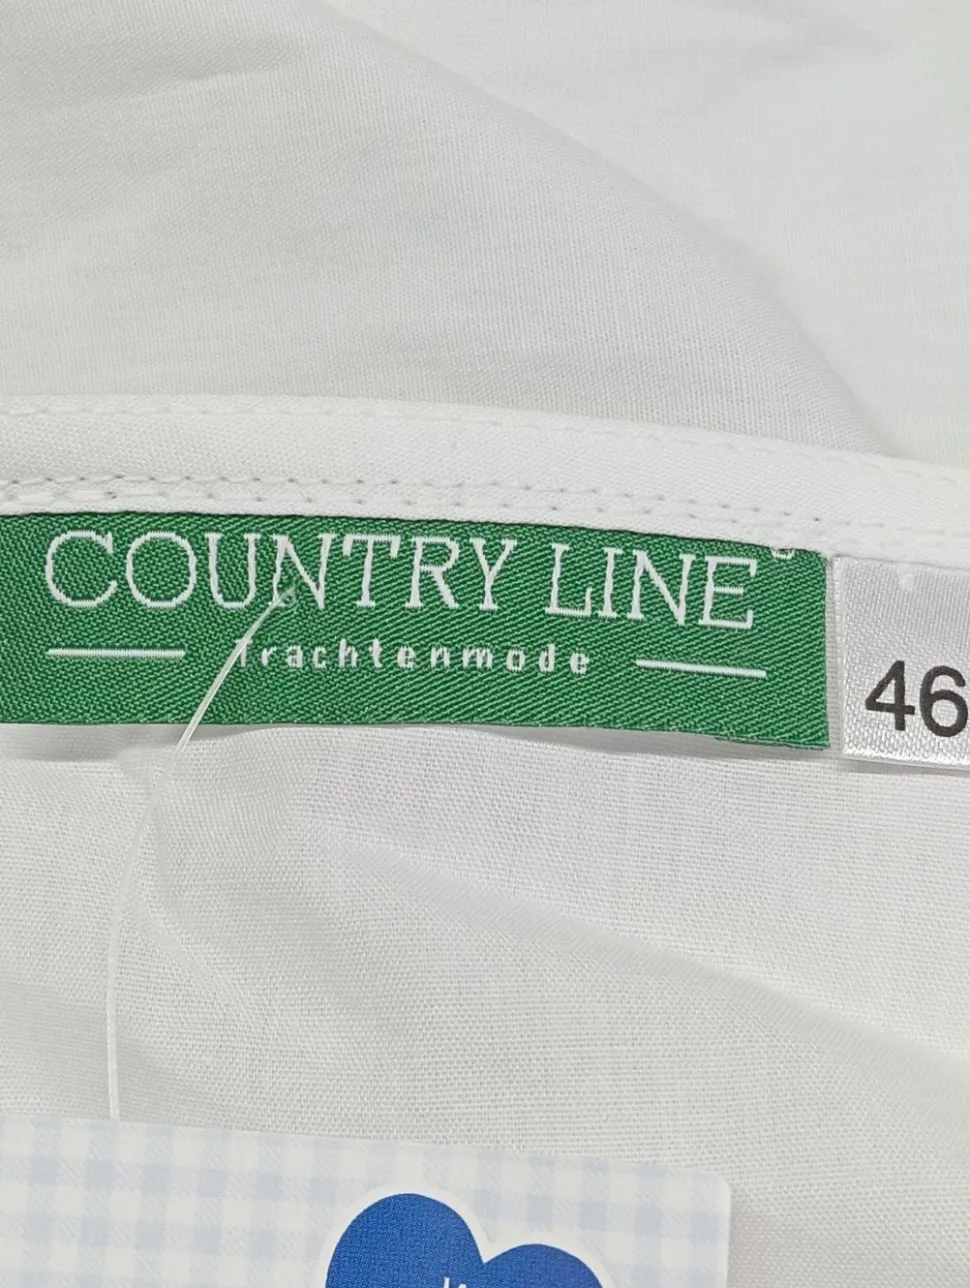 COUNTRY LINE
Trachtenmode
46